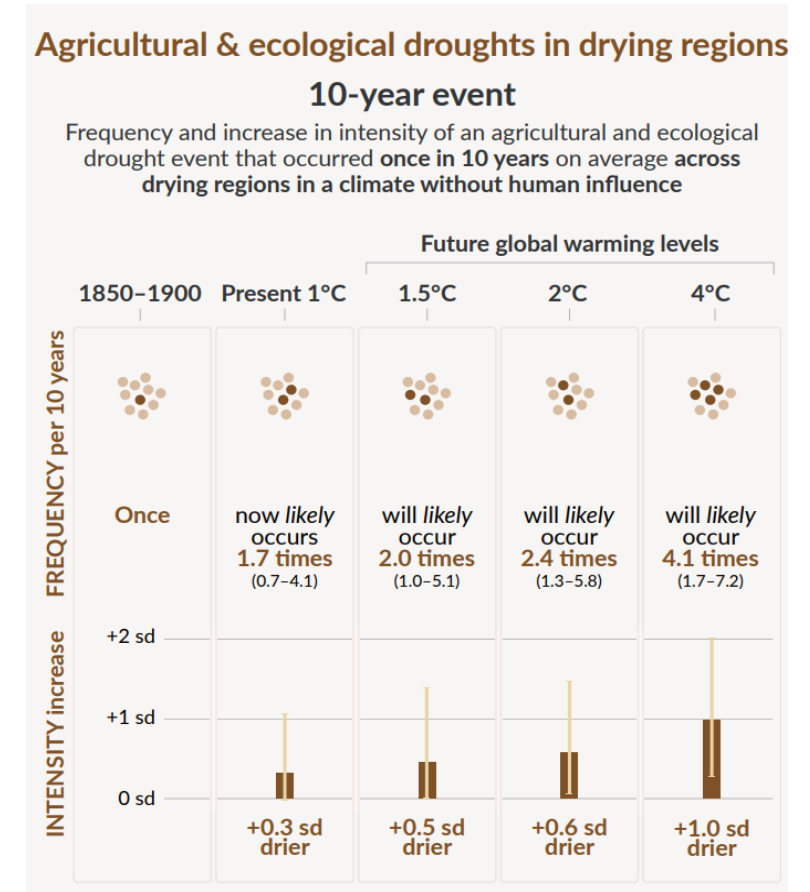 Agricultural & ecological droughts in drying regions
10-year event
Frequency and increase in intensity of an agricultural and ecological
drought event that occurred once in 10 years on average across
drying regions in a climate without human influence
Future global warming levels
1850–1900 Present 1°C 1.5°C 2°C 4°C
FREQUENCY per 10 years
Once
now likely
occurs
1.7 times
(0.7–4.1)
will likely
occur
2.0 times
(1.0–5.1)
will likely
occur
2.4 times
(1.3–5.8)
will likely
occur
4.1 times
(1.7–7.2)
INTENSITY increase
+2 sd
+1 sd
0 sd
+0.3 sd
drier
+0.5 sd
drier
+0.6 sd
drier
+1.0 sd
drier